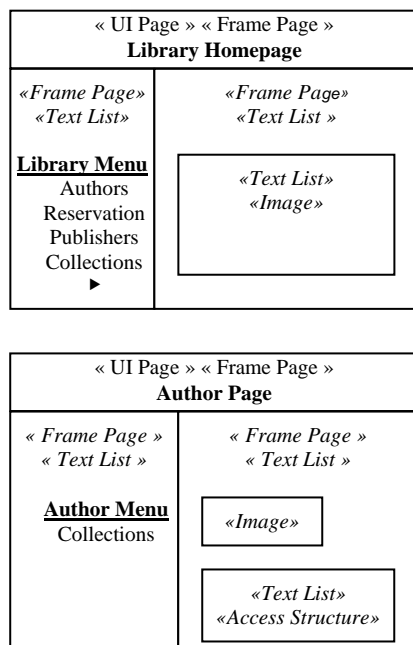 « UI Page » « Frame Page »
Library Homepage
«Frame Page»
«Text List»
Library Menu
Authors
Reservation
Publishers
Collections
«Frame Page»
«Text List »
«Text List»
«Image»
« UI Page » « Frame Page »
Author Page
« Frame Page »
« Text List »
Author Menu
Collections
« Frame Page »
« Text List »
«Image»
«Text List»
«Access Structure»